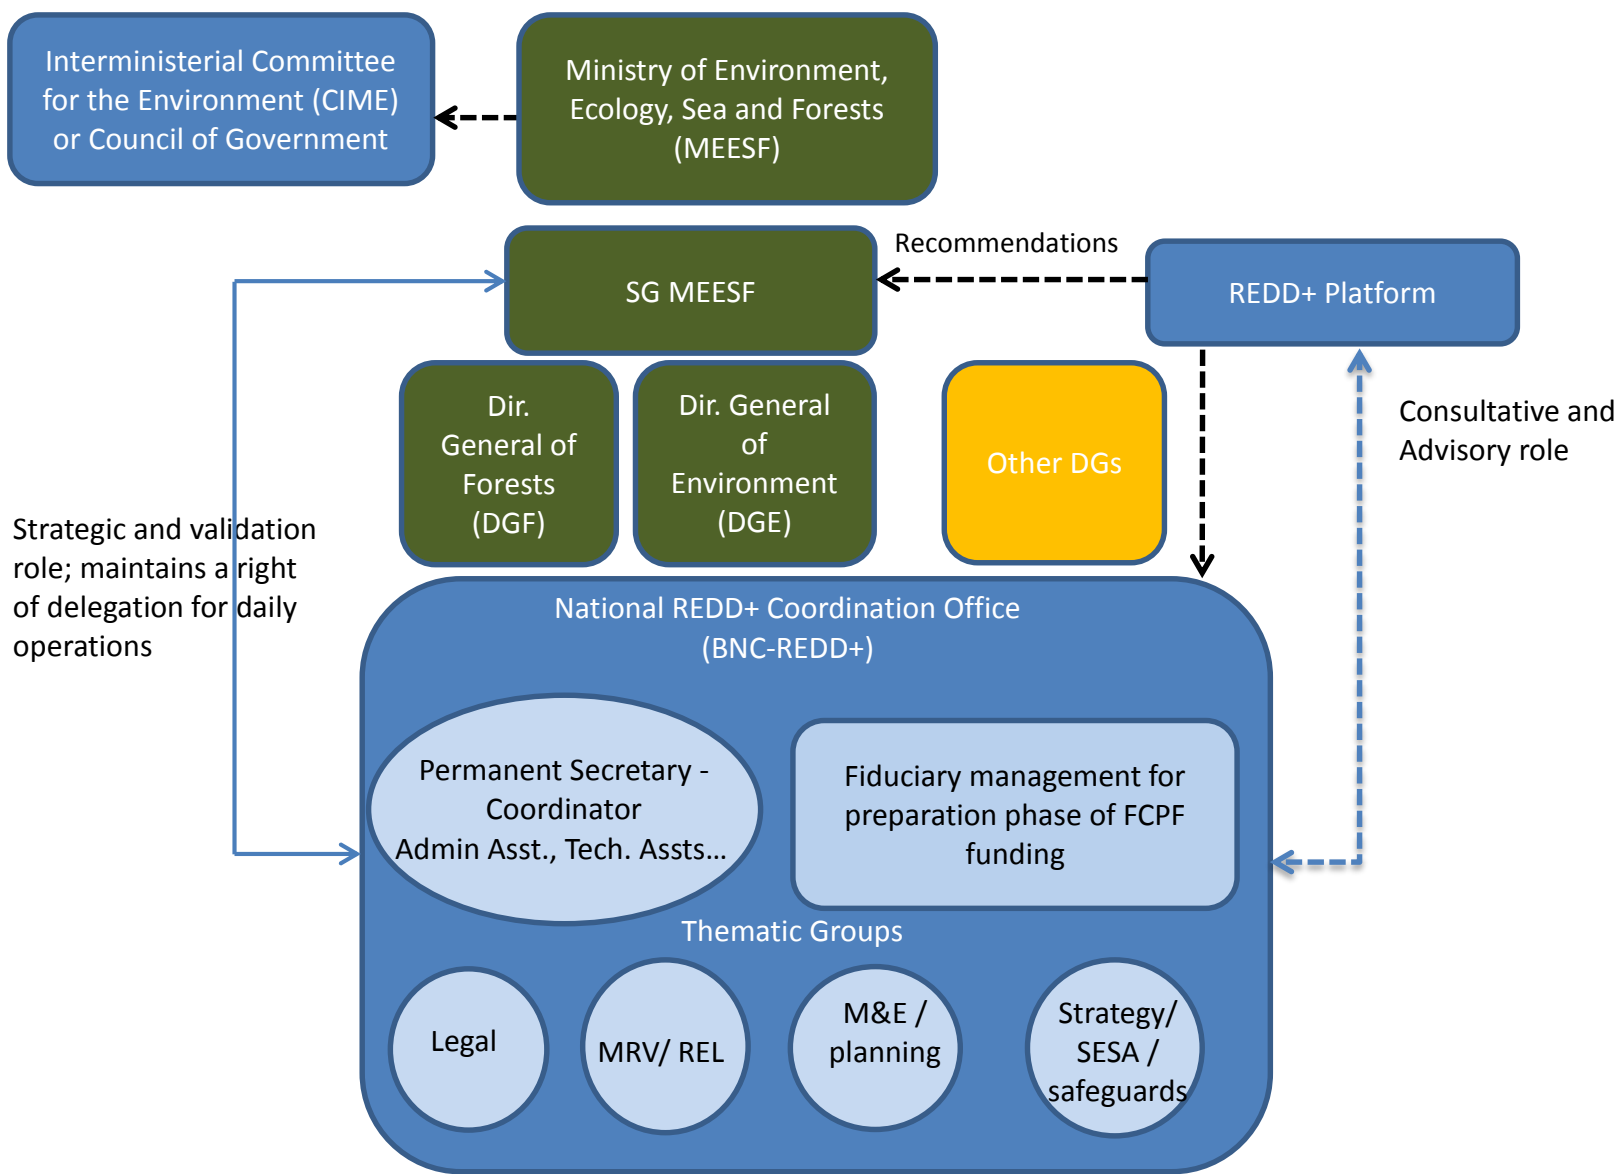 Interministerial Committee
for the Environment (CIME)
or Council of Government
Ministry of Environment,
Ecology, Sea and Forests
(MEESF)
SG MEESF
Recommendations
REDD+ Platform
Dir.
General of
Forests
(DGF)
Dir. General
of
Environment
(DGE)
Other DGs
Consultative and
Advisory role
Strategic and validation
role; maintains a right
of delegation for daily
operations
National REDD+ Coordination Office
(BNC-REDD+)
Permanent Secretary -
Coordinator
Admin Asst., Tech. Assts…
Fiduciary management for
preparation phase of FCPF
funding
Thematic Groups
Legal
MRV/ REL
M&E /
planning
Strategy/
SESA /
safeguards